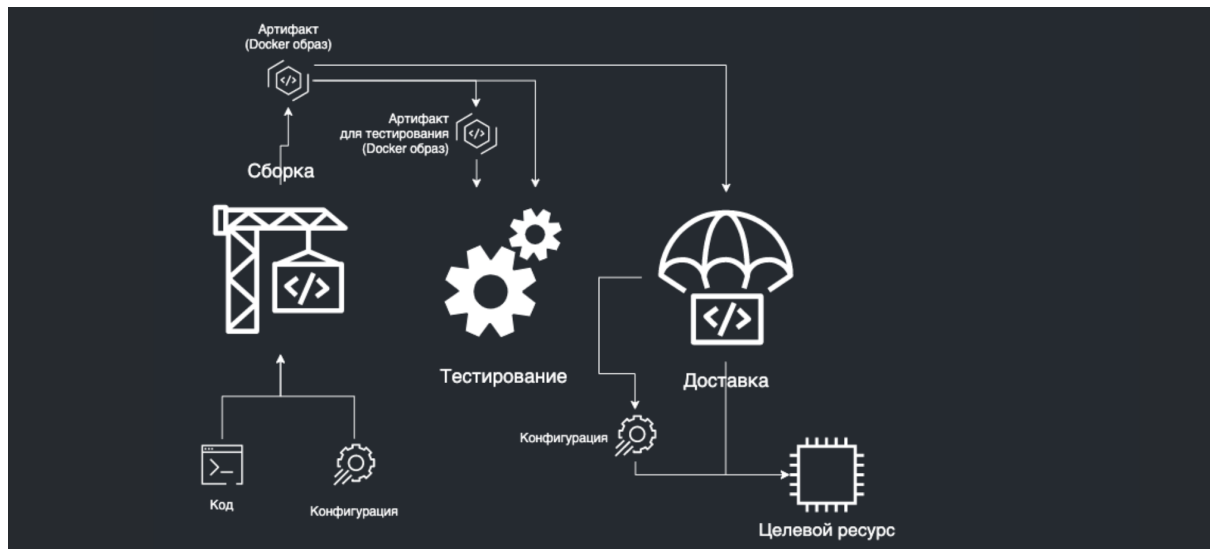 Артифакт
(Docker образ)
</>
Артифакт
для тестирования
(Docker образ)
</>
Сборка
</>
</>
Тестирование
Доставка
Конфигурация
>_
Код
Конфигурация
Целевой ресурс